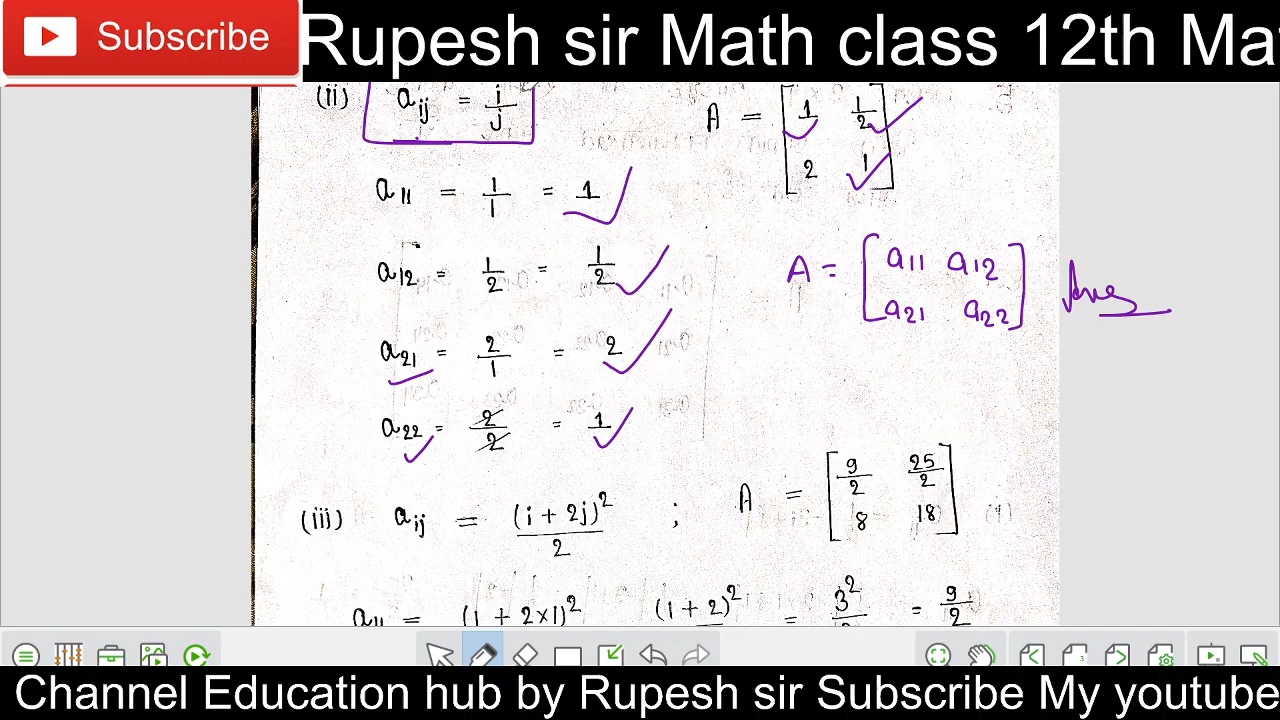 Subscribe
Rupesh sir Math class 12th Ma
(ii) aij = i/j
A = [1 1/2
2 1]
a11 = 1/1 = 1
a12 = 1/2 = 1/2
A = [a11 a12
a21 a22] Ans
a21 = 2/1 = 2
a22 = 2/2 = 1
(iii) aij = (i + 2j)²/2 ; A = [9/2 25/2
8 18]
a11 = (1 + 2×1)² (1 + 2)² = 3² = 9/2
Channel Education hub by Rupesh sir Subscribe My youtube